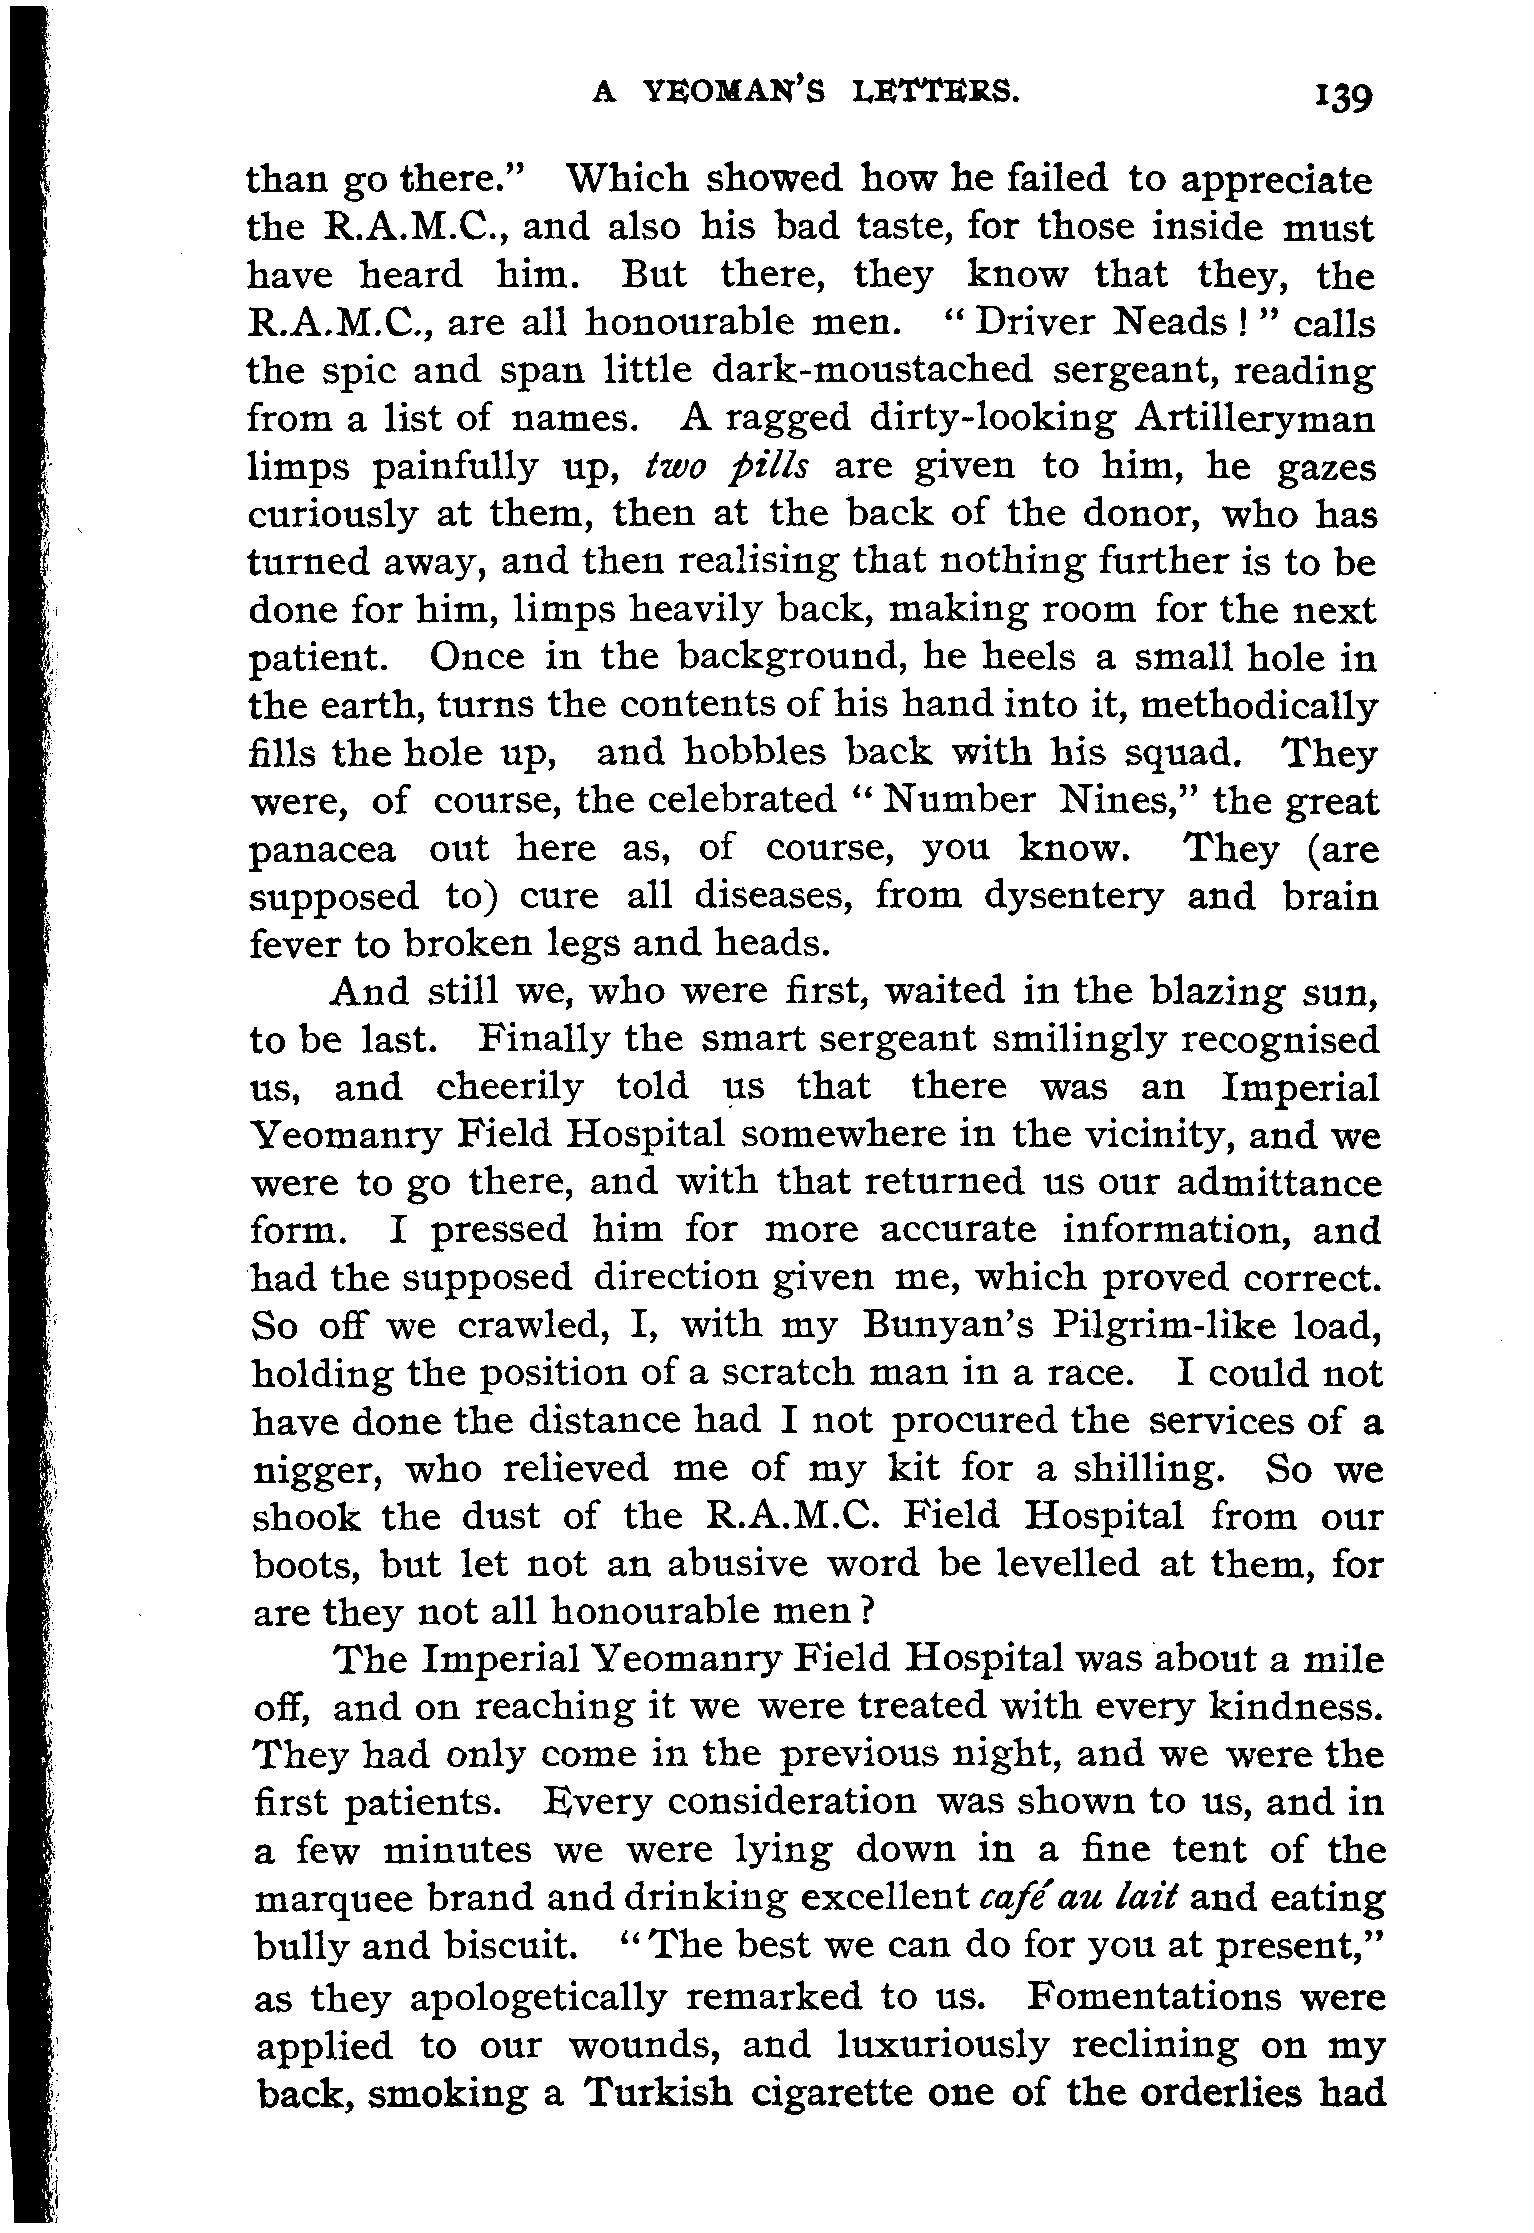 A YEOMAN'S LETTERS. 139
than go there." Which showed how he failed to appreciate
the R.A.M.C., and also his bad taste, for those inside must
have heard him. But there, they know that they, the
R.A.M.C., are all honourable men. "Driver Neads!" calls
the spic and span little dark-moustached sergeant, reading
from a list of names. A ragged dirty-looking Artilleryman
limps painfully up, two pills are given to him, he gazes
curiously at them, then at the back of the donor, who has
turned away, and then realising that nothing further is to be
done for him, limps heavily back, making room for the next
patient. Once in the background, he heels a small hole in
the earth, turns the contents of his hand into it, methodically
fills the hole up, and hobbles back with his squad. They
were, of course, the celebrated "Number Nines," the great
panacea out here as, of course, you know. They (are
supposed to) cure all diseases, from dysentery and brain
fever to broken legs and heads.
And still we, who were first, waited in the blazing sun,
to be last. Finally the smart sergeant smilingly recognised
us, and cheerily told us that there was an Imperial
Yeomanry Field Hospital somewhere in the vicinity, and we
were to go there, and with that returned us our admittance
form. I pressed him for more accurate information, and
had the supposed direction given me, which proved correct.
So off we crawled, I, with my Bunyan's Pilgrim-like load,
holding the position of a scratch man in a race. I could not
have done the distance had I not procured the services of a
nigger, who relieved me of my kit for a shilling. So we
shook the dust of the R.A.M.C. Field Hospital from our
boots, but let not an abusive word be levelled at them, for
are they not all honourable men?
The Imperial Yeomanry Field Hospital was about a mile
off, and on reaching it we were treated with every kindness.
They had only come in the previous night, and we were the
first patients. Every consideration was shown to us, and in
a few minutes we were lying down in a fine tent of the
marquee brand and drinking excellent café au lait and eating
bully and biscuit. "The best we can do for you at present,"
as they apologetically remarked to us. Fomentations were
applied to our wounds, and luxuriously reclining on my
back, smoking a Turkish cigarette one of the orderlies had